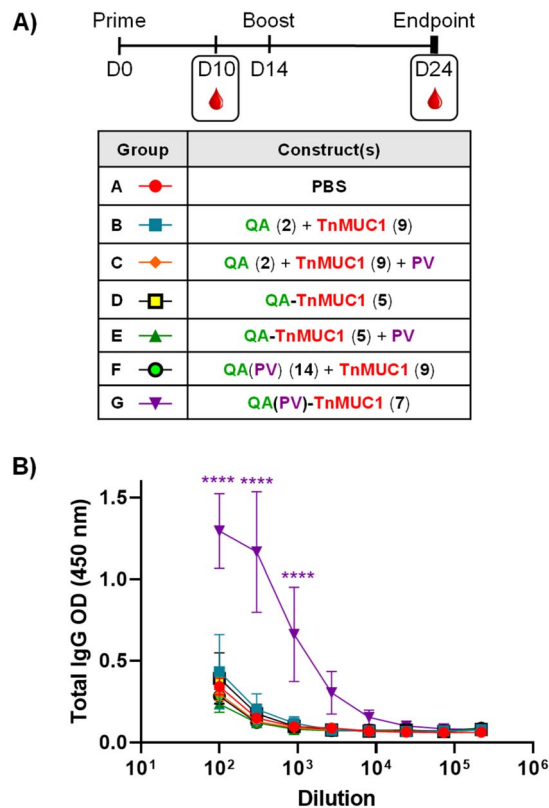 A)
Prime Boost Endpoint
D0 D10 D14 D24
Group Construct(s)
A PBS
B QA (2) + TnMUC1 (9)
C QA (2) + TnMUC1 (9) + PV
D QA-TnMUC1 (5)
E QA-TnMUC1 (5) + PV
F QA(PV) (14) + TnMUC1 (9)
G QA(PV)-TnMUC1 (7)
B)
**** ****
****
1.5
1.0
0.5
0.0
Total IgG OD (450 nm)
10¹ 10² 10³ 10⁴ 10⁵ 10⁶
Dilution